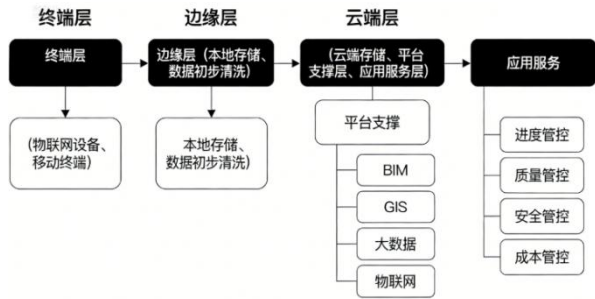 终端层
边缘层
云端层
终端层
边缘层（本地存储、
数据初步清洗）
（云端存储、平台
支撑层、应用服务层）
应用服务
（物联网设备、
移动终端）
本地存储、
数据初步清洗）
平台支撑
BIM
GIS
大数据
物联网
进度管控
质量管控
安全管控
成本管控